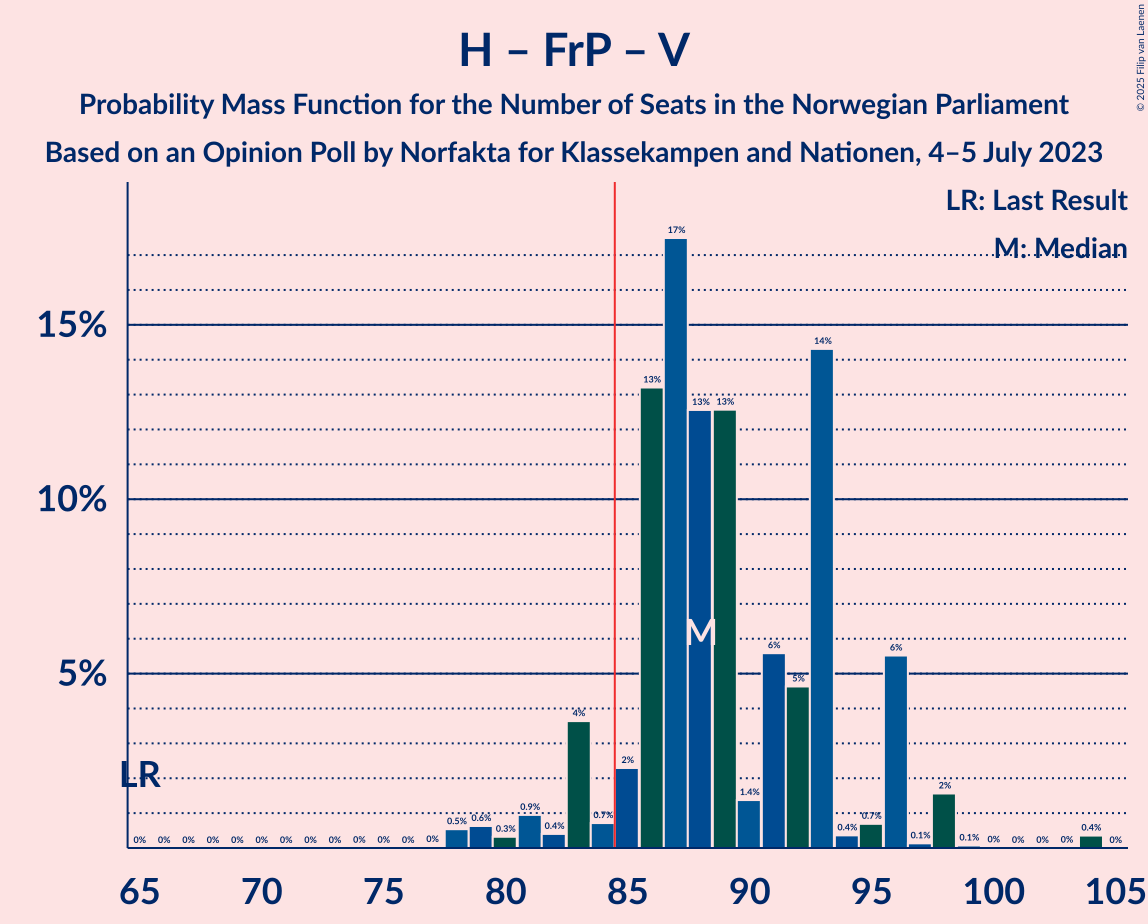 © 2025 Filip van Laenen
H – FrP – V
Probability Mass Function for the Number of Seats in the Norwegian Parliament
Based on an Opinion Poll by Norfakta for Klassekampen and Nationen, 4–5 July 2023
LR: Last Result
M: Median
15%
10%
5%
LR
M
0% 0% 0% 0% 0% 0% 0% 0% 0% 0% 0% 0% 0% 0.5% 0.6% 0.3% 0.9% 0.4% 4% 0.7% 2% 13% 17% 13% 13% 1.4% 6% 5% 14% 0.4% 0.7% 6% 0.1% 2% 0.1% 0% 0% 0% 0% 0.4% 0%
65 70 75 80 85 90 95 100 105